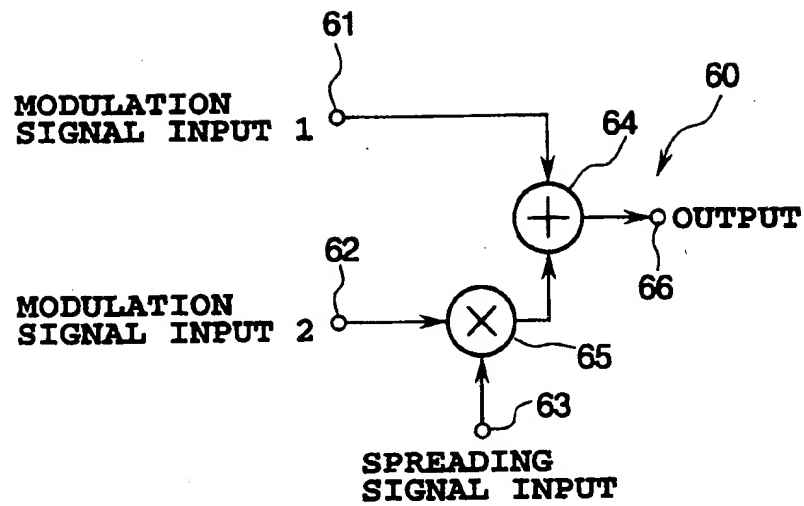 61
MODULATION
SIGNAL INPUT 1
64
60
OUTPUT
66
62
MODULATION
SIGNAL INPUT 2
65
63
SPREADING
SIGNAL INPUT